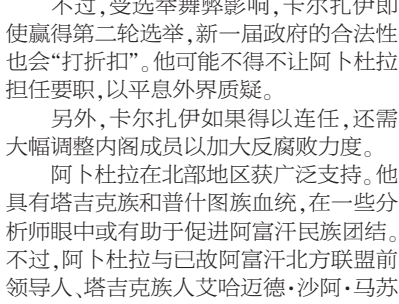 不过,受选举舞弊影响,卡尔扎伊即
使赢得第二轮选举,新一届政府的合法性
也会“打折扣”。他可能不得不让阿卜杜拉
担任要职,以平息外界质疑。
另外,卡尔扎伊如果得以连任,还需
大幅调整内阁成员以加大反腐败力度。
阿卜杜拉在北部地区获广泛支持。他
具有塔吉克族和普什图族血统,在一些分
析师眼中或有助于促进阿富汗民族团结。
不过,阿卜杜拉与已故阿富汗北方联盟前
领导人、塔吉克族人艾哈迈德·沙阿·马苏